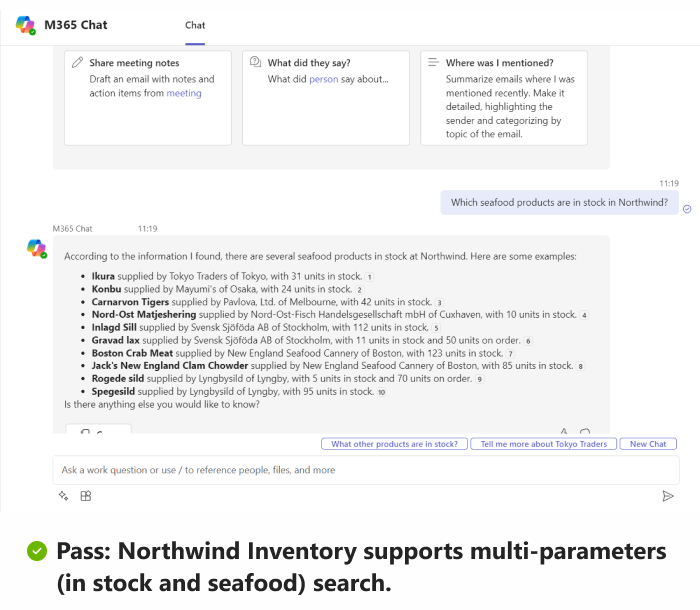 M365 Chat
Chat
Share meeting notes
Draft an email with notes and
action items from meeting
What did they say?
What did person say about...
Where was I mentioned?
Summarize emails where I was
mentioned recently. Make it
detailed, highlighting the
sender and categorizing by
topic of the email.
11:19
Which seafood products are in stock in Northwind?
M365 Chat 11:19
According to the information I found, there are several seafood products in stock at Northwind. Here are some examples:
• Ikura supplied by Tokyo Traders of Tokyo, with 31 units in stock. 1
• Konbu supplied by Mayumi's of Osaka, with 24 units in stock. 2
• Carnarvon Tigers supplied by Pavlova, Ltd. of Melbourne, with 42 units in stock. 3
• Nord-Ost Matjeshering supplied by Nord-Ost-Fisch Handelsgesellschaft mbH of Cuxhaven, with 10 units in stock. 4
• Inlagd Sill supplied by Svensk Sjöföda AB of Stockholm, with 112 units in stock. 5
• Gravad lax supplied by Svensk Sjöföda AB of Stockholm, with 11 units in stock and 50 units on order. 6
• Boston Crab Meat supplied by New England Seafood Cannery of Boston, with 123 units in stock. 7
• Jack's New England Clam Chowder supplied by New England Seafood Cannery of Boston, with 85 units in stock. 8
• Rogede sild supplied by Lyngbysild of Lyngby, with 5 units in stock and 70 units on order. 9
• Spegesild supplied by Lyngbysild of Lyngby, with 95 units in stock. 10
Is there anything else you would like to know?
What other products are in stock? Tell me more about Tokyo Traders New Chat
Ask a work question or use / to reference people, files, and more
Pass: Northwind Inventory supports multi-parameters
(in stock and seafood) search.